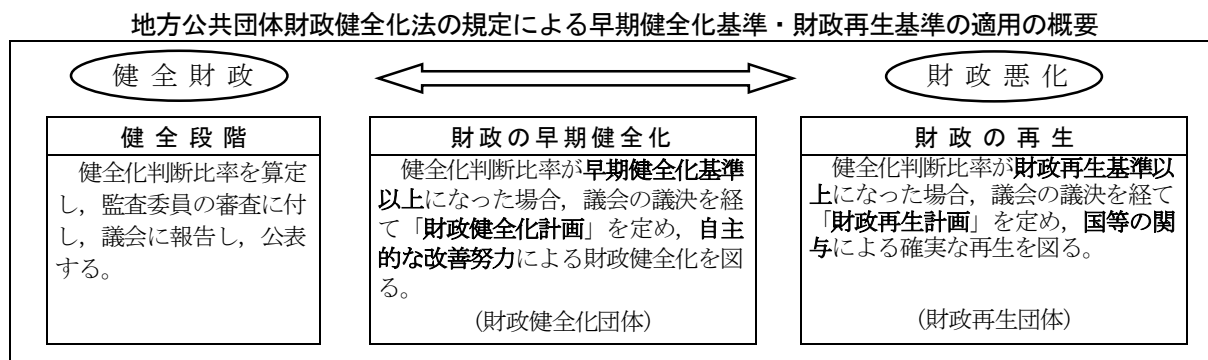 地方公共団体財政健全化法の規定による早期健全化基準・財政再生基準の適用の概要
健全財政
財政悪化
健全段階
健全化判断比率を算定
し，監査委員の審査に付
し，議会に報告し，公表
する。
財政の早期健全化
健全化判断比率が早期健全化基準
以上になった場合，議会の議決を経
て「財政健全化計画」を定め，自主
的な改善努力による財政健全化を図
る。
（財政健全化団体）
財政の再生
健全化判断比率が財政再生基準以
上になった場合，議会の議決を経て
「財政再生計画」を定め，国等の関
与による確実な再生を図る。
（財政再生団体）